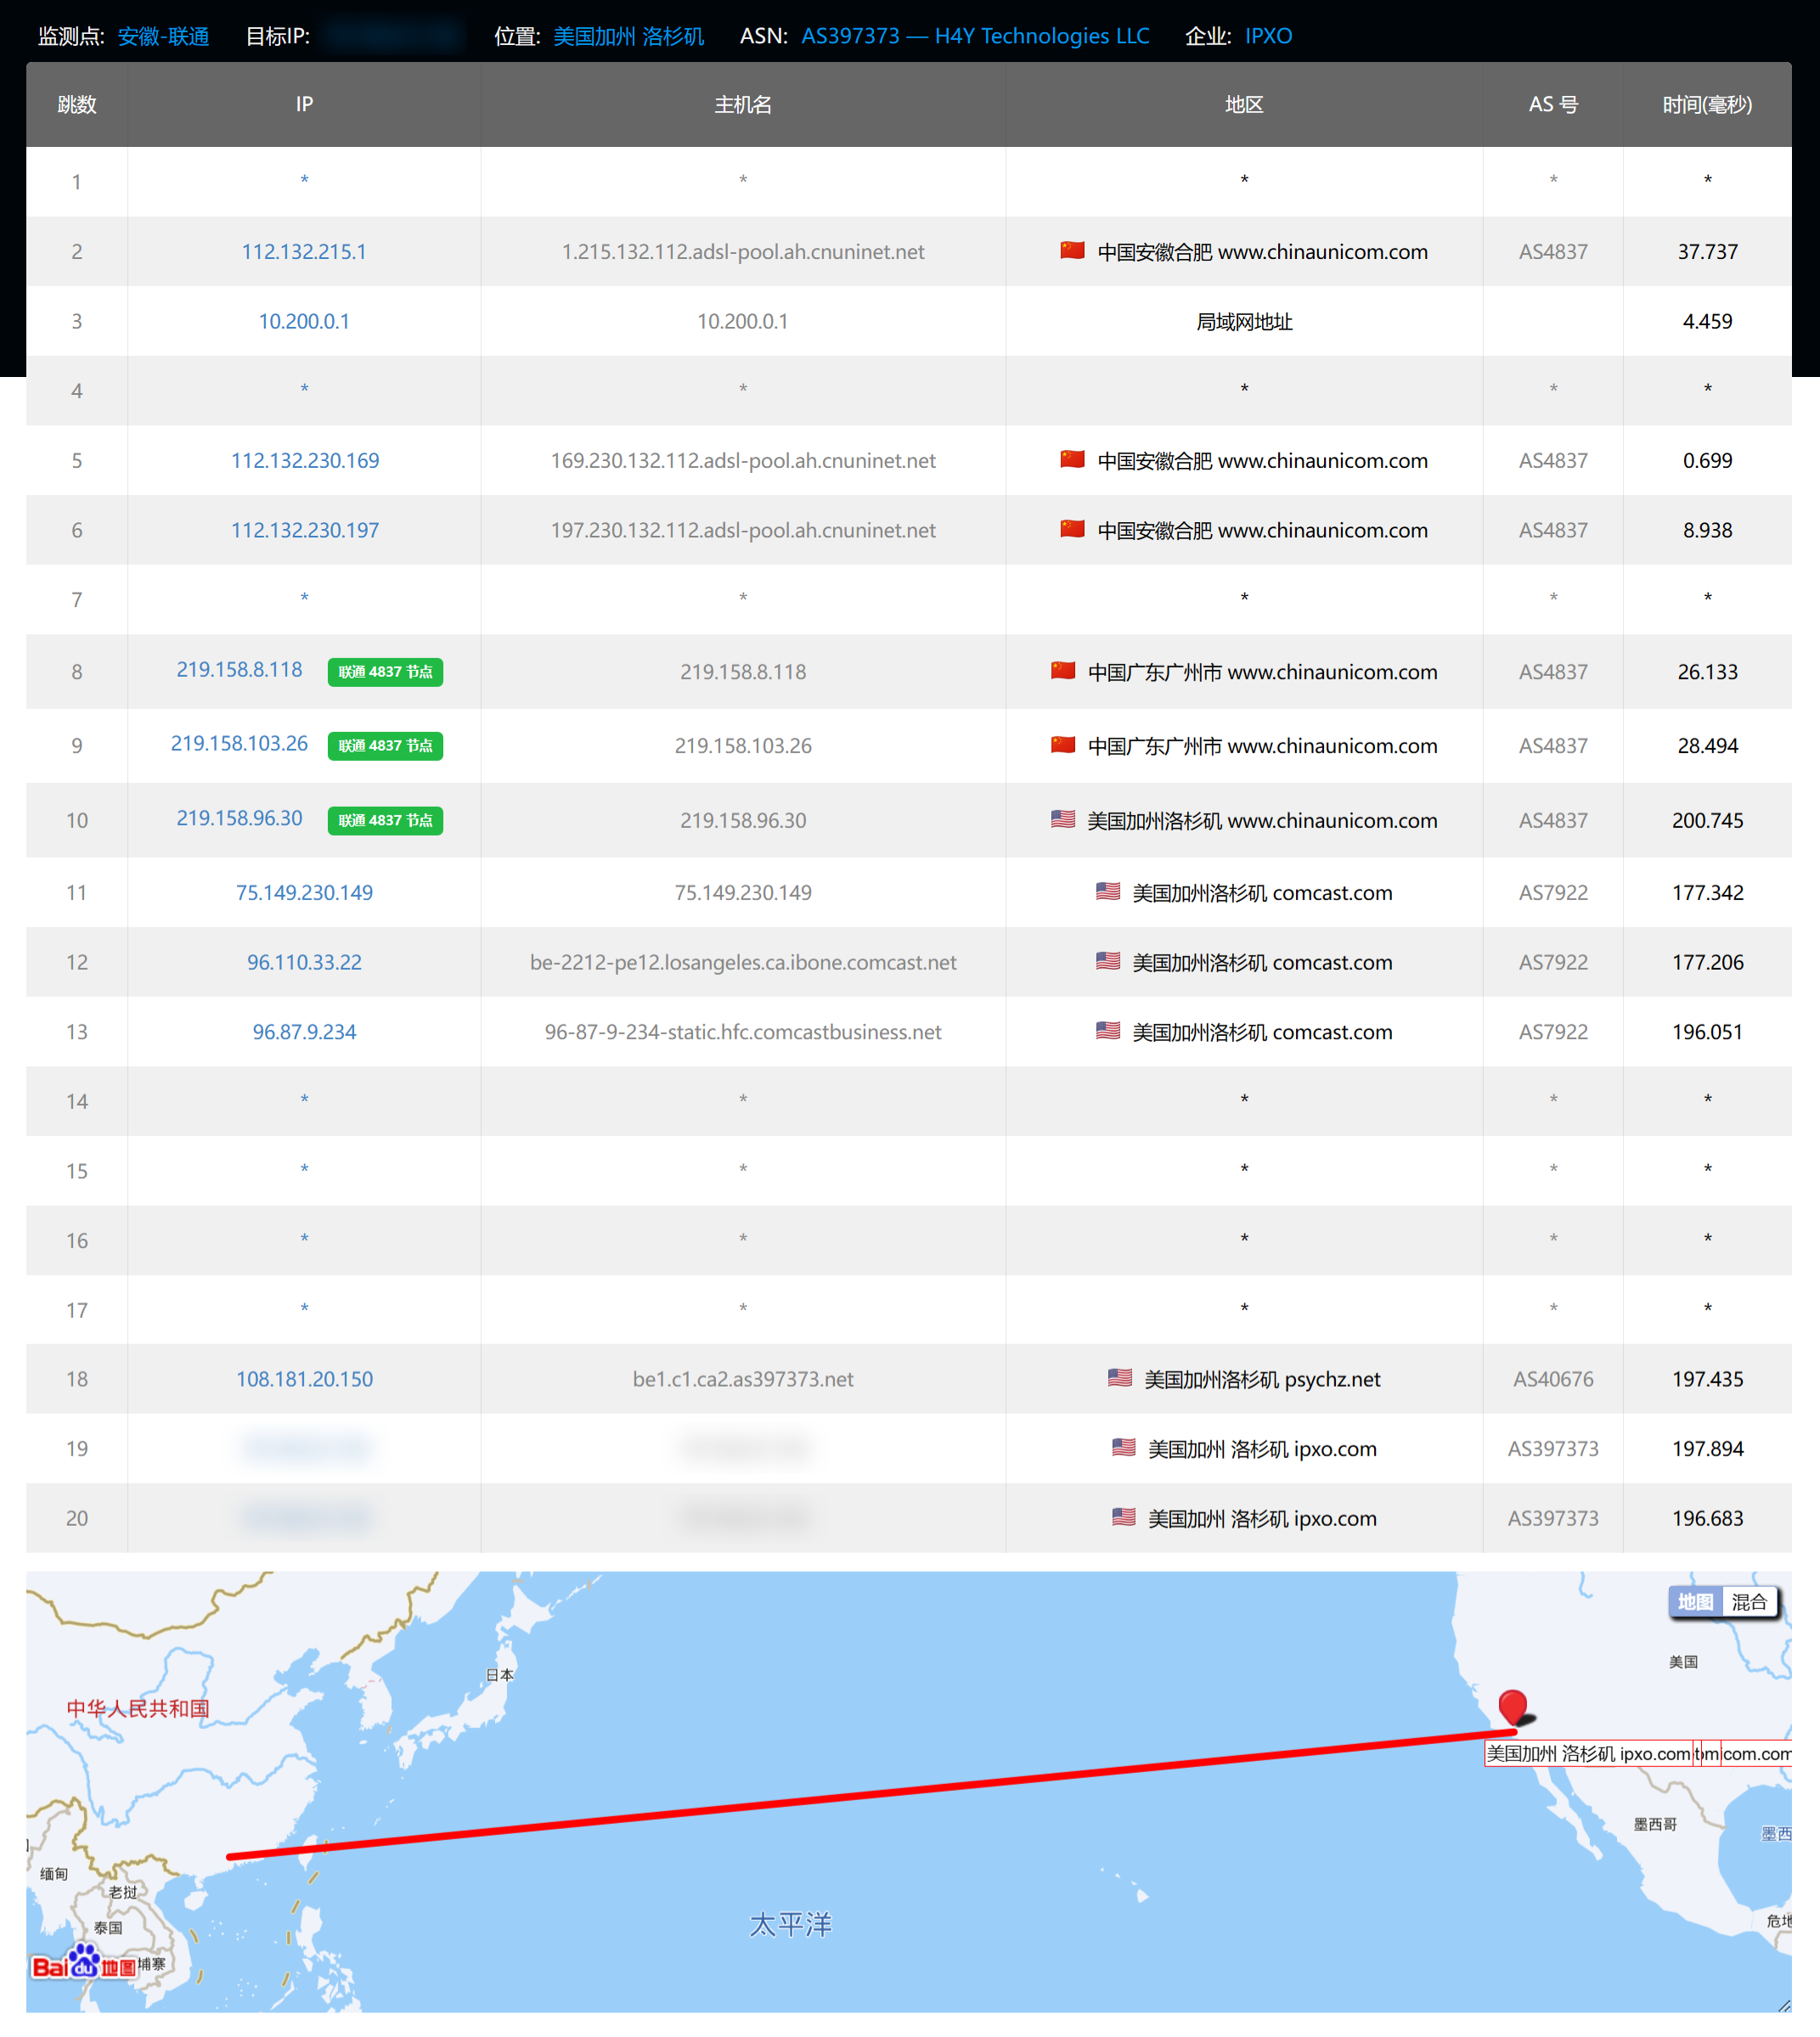 监测点: 安徽-联通 目标IP: 位置: 美国加州 洛杉矶 ASN: AS397373 — H4Y Technologies LLC 企业: IPXO
跳数 IP 主机名 地区 AS 号 时间(毫秒)
1 * * * * *
2 112.132.215.1 1.215.132.112.adsl-pool.ah.cnuninet.net 中国安徽合肥 www.chinaunicom.com AS4837 37.737
3 10.200.0.1 10.200.0.1 局域网地址 4.459
4 * * * * *
5 112.132.230.169 169.230.132.112.adsl-pool.ah.cnuninet.net 中国安徽合肥 www.chinaunicom.com AS4837 0.699
6 112.132.230.197 197.230.132.112.adsl-pool.ah.cnuninet.net 中国安徽合肥 www.chinaunicom.com AS4837 8.938
7 * * * * *
8 219.158.8.118 联通 4837 节点 219.158.8.118 中国广东广州市 www.chinaunicom.com AS4837 26.133
9 219.158.103.26 联通 4837 节点 219.158.103.26 中国广东广州市 www.chinaunicom.com AS4837 28.494
10 219.158.96.30 联通 4837 节点 219.158.96.30 美国加州洛杉矶 www.chinaunicom.com AS4837 200.745
11 75.149.230.149 75.149.230.149 美国加州洛杉矶 comcast.com AS7922 177.342
12 96.110.33.22 be-2212-pe12.losangeles.ca.ibone.comcast.net 美国加州洛杉矶 comcast.com AS7922 177.206
13 96.87.9.234 96-87-9-234-static.hfc.comcastbusiness.net 美国加州洛杉矶 comcast.com AS7922 196.051
14 * * * * *
15 * * * * *
16 * * * * *
17 * * * * *
18 108.181.20.150 be1.c1.ca2.as397373.net 美国加州洛杉矶 psychz.net AS40676 197.435
19 美国加州 洛杉矶 ipxo.com AS397373 197.894
20 美国加州 洛杉矶 ipxo.com AS397373 196.683
地图 混合
美国
日本
中华人民共和国
美国加州 洛杉矶 ipxo.com
icom.com
墨西哥
墨西
缅甸
老挝
危地
太平洋
泰国
埔寨
Bai du 地图